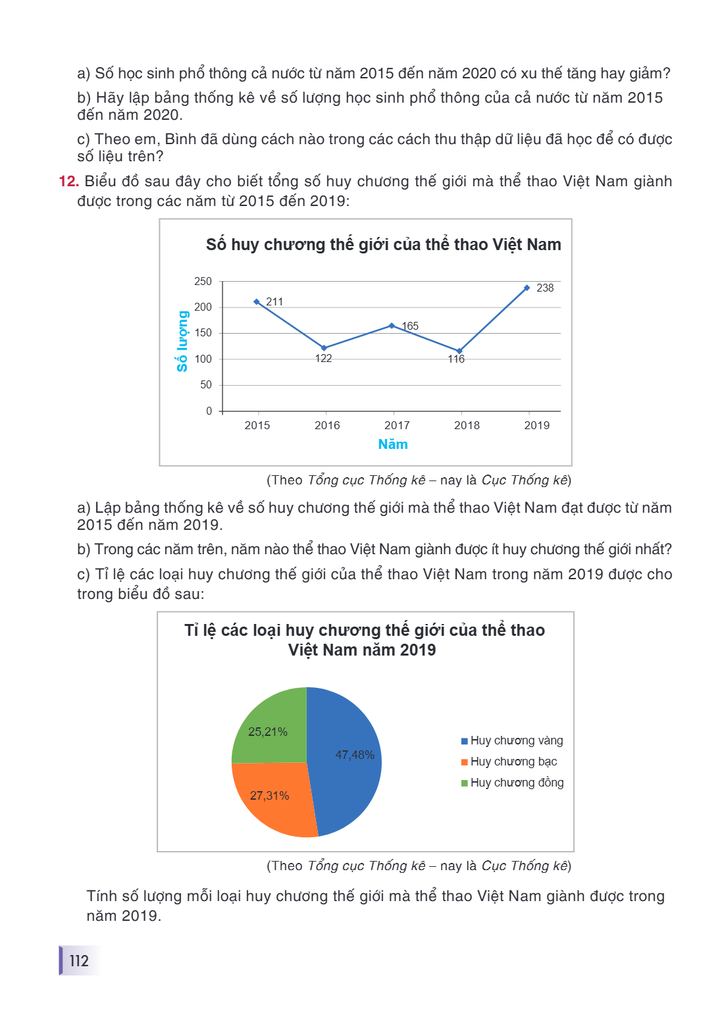 a) Số học sinh phổ thông cả nước từ năm 2015 đến năm 2020 có xu thế tăng hay giảm?
b) Hãy lập bảng thống kê về số lượng học sinh phổ thông của cả nước từ năm 2015
đến năm 2020.
c) Theo em, Bình đã dùng cách nào trong các cách thu thập dữ liệu đã học để có được
số liệu trên?
12. Biểu đồ sau đây cho biết tổng số huy chương thế giới mà thể thao Việt Nam giành
được trong các năm từ 2015 đến 2019:
Số huy chương thế giới của thể thao Việt Nam
Số lượng
250
200
150
100
50
0
211
122
165
116
238
2015 2016 2017 2018 2019
Năm
(Theo Tổng cục Thống kê – nay là Cục Thống kê)
a) Lập bảng thống kê về số huy chương thế giới mà thể thao Việt Nam đạt được từ năm
2015 đến năm 2019.
b) Trong các năm trên, năm nào thể thao Việt Nam giành được ít huy chương thế giới nhất?
c) Tỉ lệ các loại huy chương thế giới của thể thao Việt Nam trong năm 2019 được cho
trong biểu đồ sau:
Tỉ lệ các loại huy chương thế giới của thể thao
Việt Nam năm 2019
25,21%
47,48%
27,31%
Huy chương vàng
Huy chương bạc
Huy chương đồng
(Theo Tổng cục Thống kê – nay là Cục Thống kê)
Tính số lượng mỗi loại huy chương thế giới mà thể thao Việt Nam giành được trong
năm 2019.
112